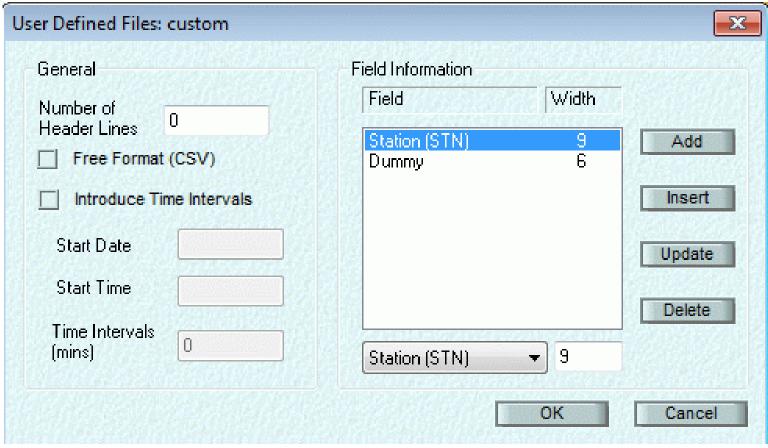 User Defined Files: custom
General
Number of
Header Lines
0
Free Format (CSV)
Introduce Time Intervals
Start Date
Start Time
Time Intervals
(mins)
0
Field Information
Field Width
Station (STN) 9
Dummy 6
Add
Insert
Update
Delete
Station (STN) 9
OK Cancel